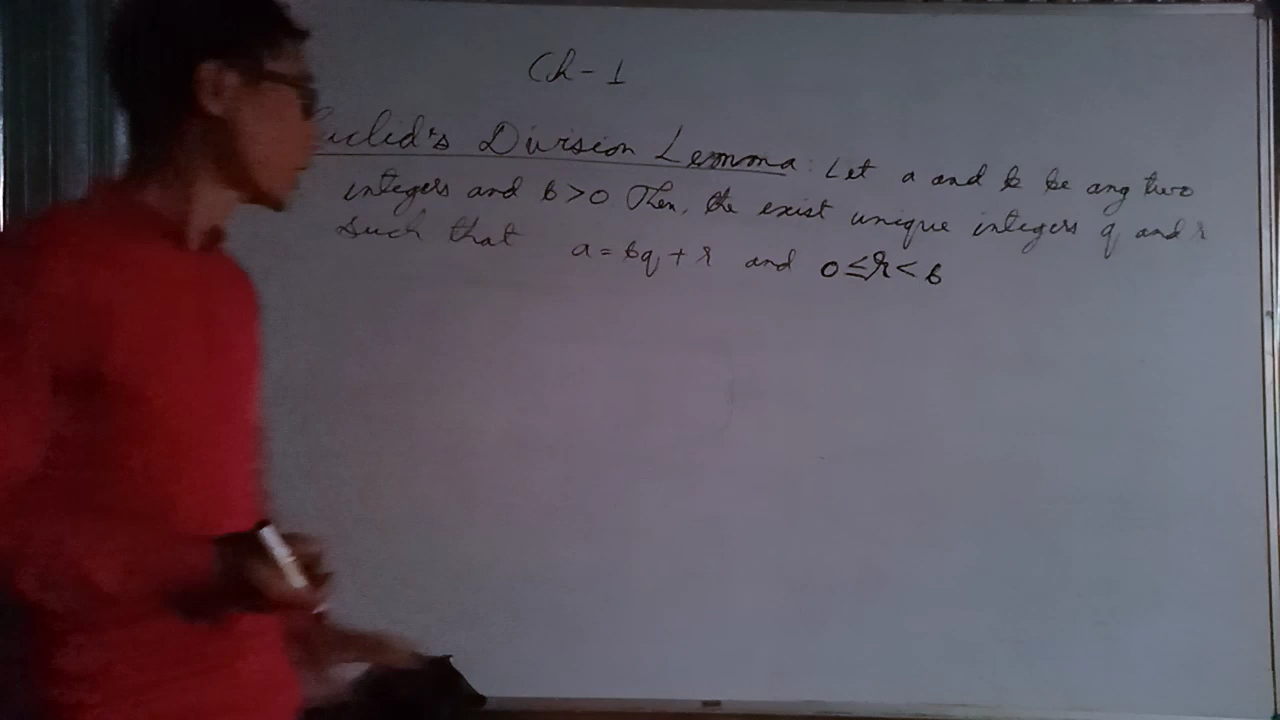 Ch-1
Euclid's Division Lemma: Let a and b be any two
integers and b>0 Then, the exist unique integers q and r
such that a = bq + r and 0≤r<b